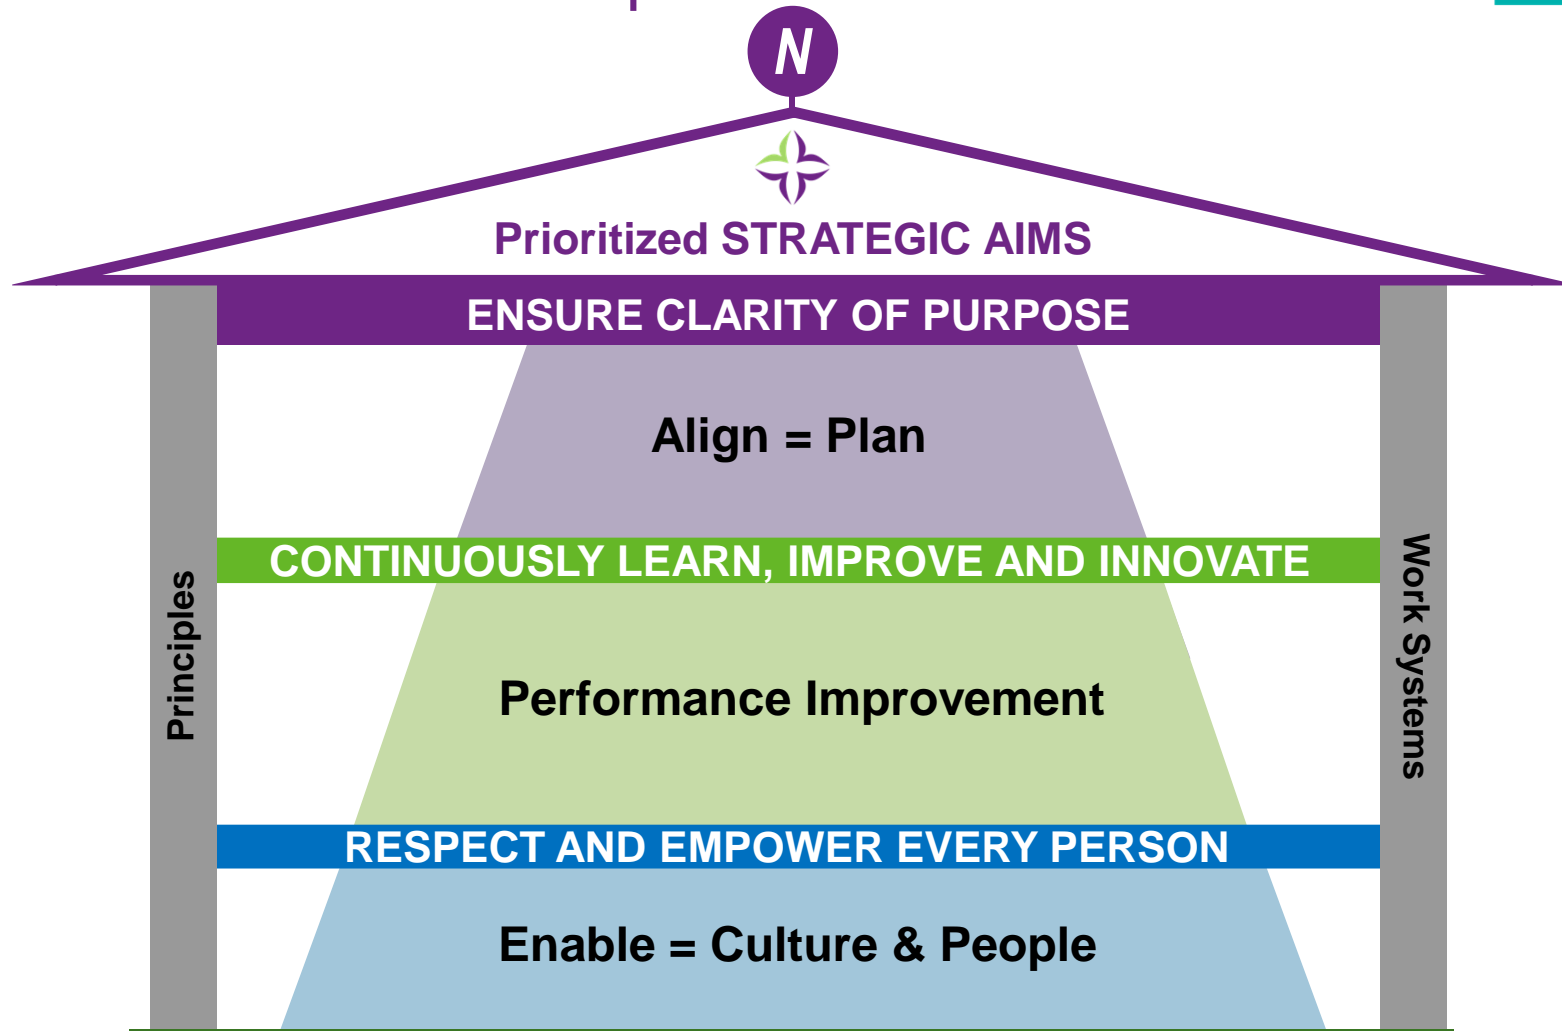 N
Prioritized STRATEGIC AIMS
ENSURE CLARITY OF PURPOSE
Align = Plan
CONTINUOUSLY LEARN, IMPROVE AND INNOVATE
Principles
Work Systems
Performance Improvement
RESPECT AND EMPOWER EVERY PERSON
Enable = Culture & People